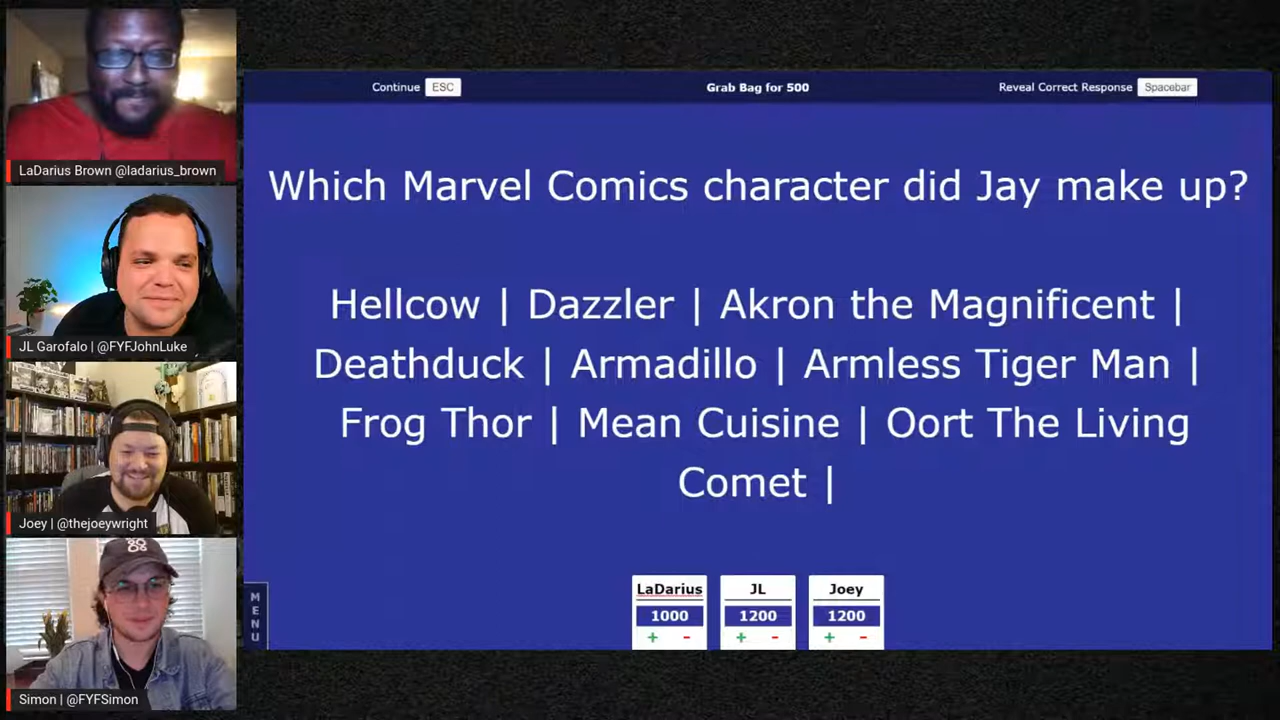 LaDarius Brown @ladarius_brown
JL Garofalo | @FYFJohnLuke
Joey | @thejoeywright
Simon | @FYFSimon
Continue ESC
Grab Bag for 500
Reveal Correct Response Spacebar
Which Marvel Comics character did Jay make up?
Hellcow | Dazzler | Akron the Magnificent |
Deathduck | Armadillo | Armless Tiger Man |
Frog Thor | Mean Cuisine | Oort The Living
Comet |
MENU
LaDarius JL Joey
1000 1200 1200
+ - + - + -